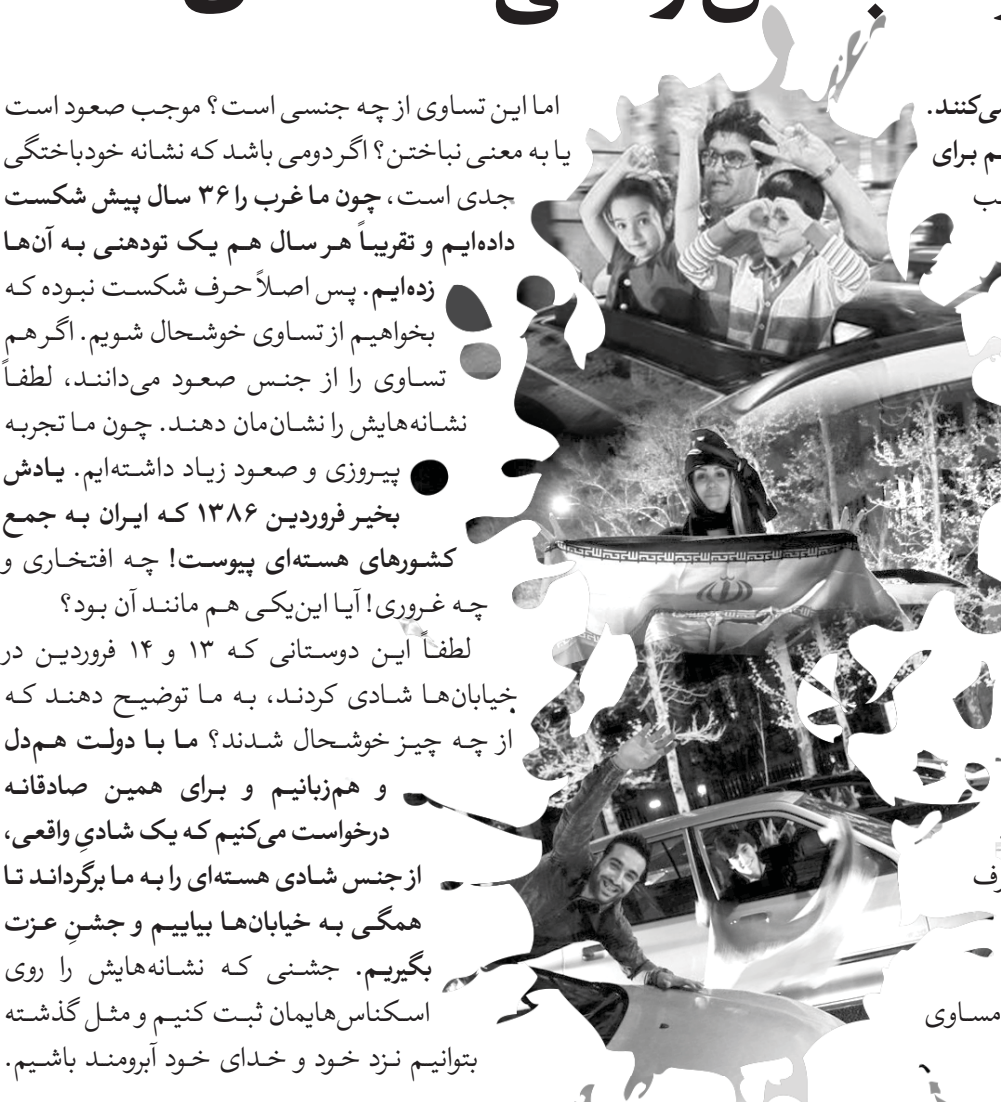 می‌کنند.
برای
اما این تساوی از چه جنسی است؟ موجب صعود است
یا به معنی نباختن؟ اگر دومی باشد که نشانه خودباختگی
جدی است، چون ما غرب را ۳۶ سال پیش شکست
داده‌ایم و تقریباً هر سال هم یک تودهنی به آن‌ها
زده‌ایم. پس اصلاً حرف شکست نبوده که
بخواهیم از تساوی خوشحال شویم. اگر هم
تساوی را از جنس صعود می‌دانند، لطفاً
نشانه‌هایش را نشان‌مان دهند. چون ما تجربه
پیروزی و صعود زیاد داشته‌ایم. یادش
بخیر فروردین ۱۳۸۶ که ایران به جمع
کشورهای هسته‌ای پیوست! چه افتخاری و
چه غروری! آیا این‌یکی هم مانند آن بود؟
لطفاً این دوستانی که ۱۳ و ۱۴ فروردین در
خیابان‌ها شادی کردند، به ما توضیح دهند که
از چه چیز خوشحال شدند؟ ما با دولت هم‌دل
و هم‌زبانیم و برای همین صادقانه
درخواست می‌کنیم که یک شادیِ واقعی،
از جنس شادی هسته‌ای را به ما برگرداند تا
همگی به خیابان‌ها بیاییم و جشنِ عزت
بگیریم. جشنی که نشانه‌هایش را روی
اسکناس‌هایمان ثبت کنیم و مثل گذشته
بتوانیم نزد خود و خدای خود آبرومند باشیم.
مساوی